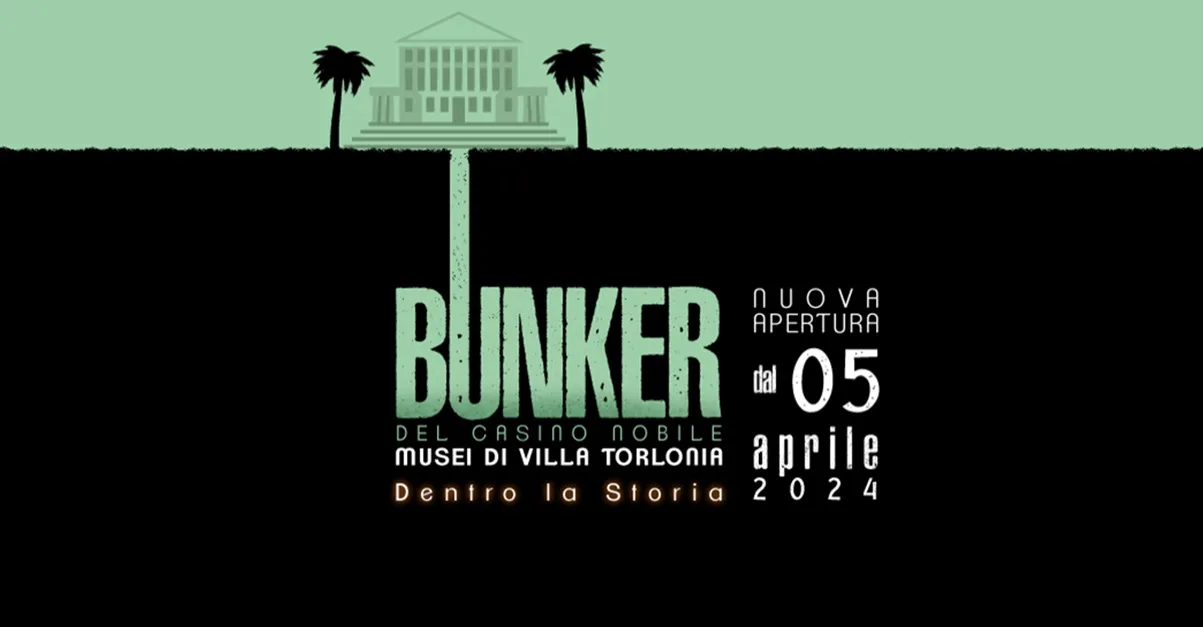 BUNKER
DEL CASINO NOBILE
MUSEI DI VILLA TORLONIA
Dentro la Storia
NUOVA
APERTURA
dal 05
aprile
2024